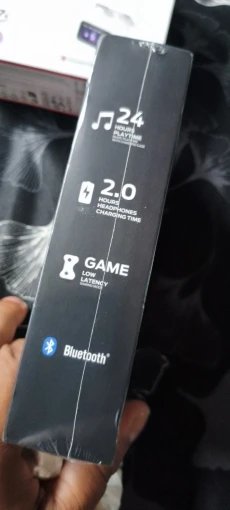 24
HOURS
PLAYTIME
2.0
HOURS
HEADPHONES
CHARGING TIME
GAME
LOW
LATENCY
Bluetooth®